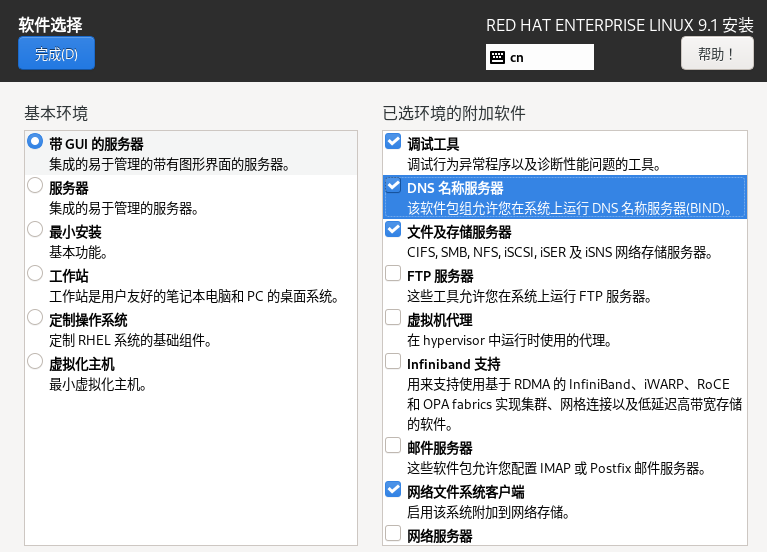 软件选择
RED HAT ENTERPRISE LINUX 9.1 安装
完成(D)
cn
帮助！
基本环境
带 GUI 的服务器
集成的易于管理的带有图形界面的服务器。
服务器
集成的易于管理的服务器。
最小安装
基本功能。
工作站
工作站是用户友好的笔记本电脑和 PC 的桌面系统。
定制操作系统
定制 RHEL 系统的基础组件。
虚拟化主机
最小虚拟化主机。
已选环境的附加软件
调试工具
调试行为异常程序以及诊断性能问题的工具。
DNS 名称服务器
该软件包组允许您在系统上运行 DNS 名称服务器(BIND)。
文件及存储服务器
CIFS, SMB, NFS, iSCSI, iSER 及 iSNS 网络存储服务器。
FTP 服务器
这些工具允许您在系统上运行 FTP 服务器。
虚拟机代理
在 hypervisor 中运行时使用的代理。
Infiniband 支持
用来支持使用基于 RDMA 的 InfiniBand、iWARP、RoCE
和 OPA fabrics 实现集群、网格连接以及低延迟高带宽存储
的软件。
邮件服务器
这些软件包允许您配置 IMAP 或 Postfix 邮件服务器。
网络文件系统客户端
启用该系统附加到网络存储。
网络服务器